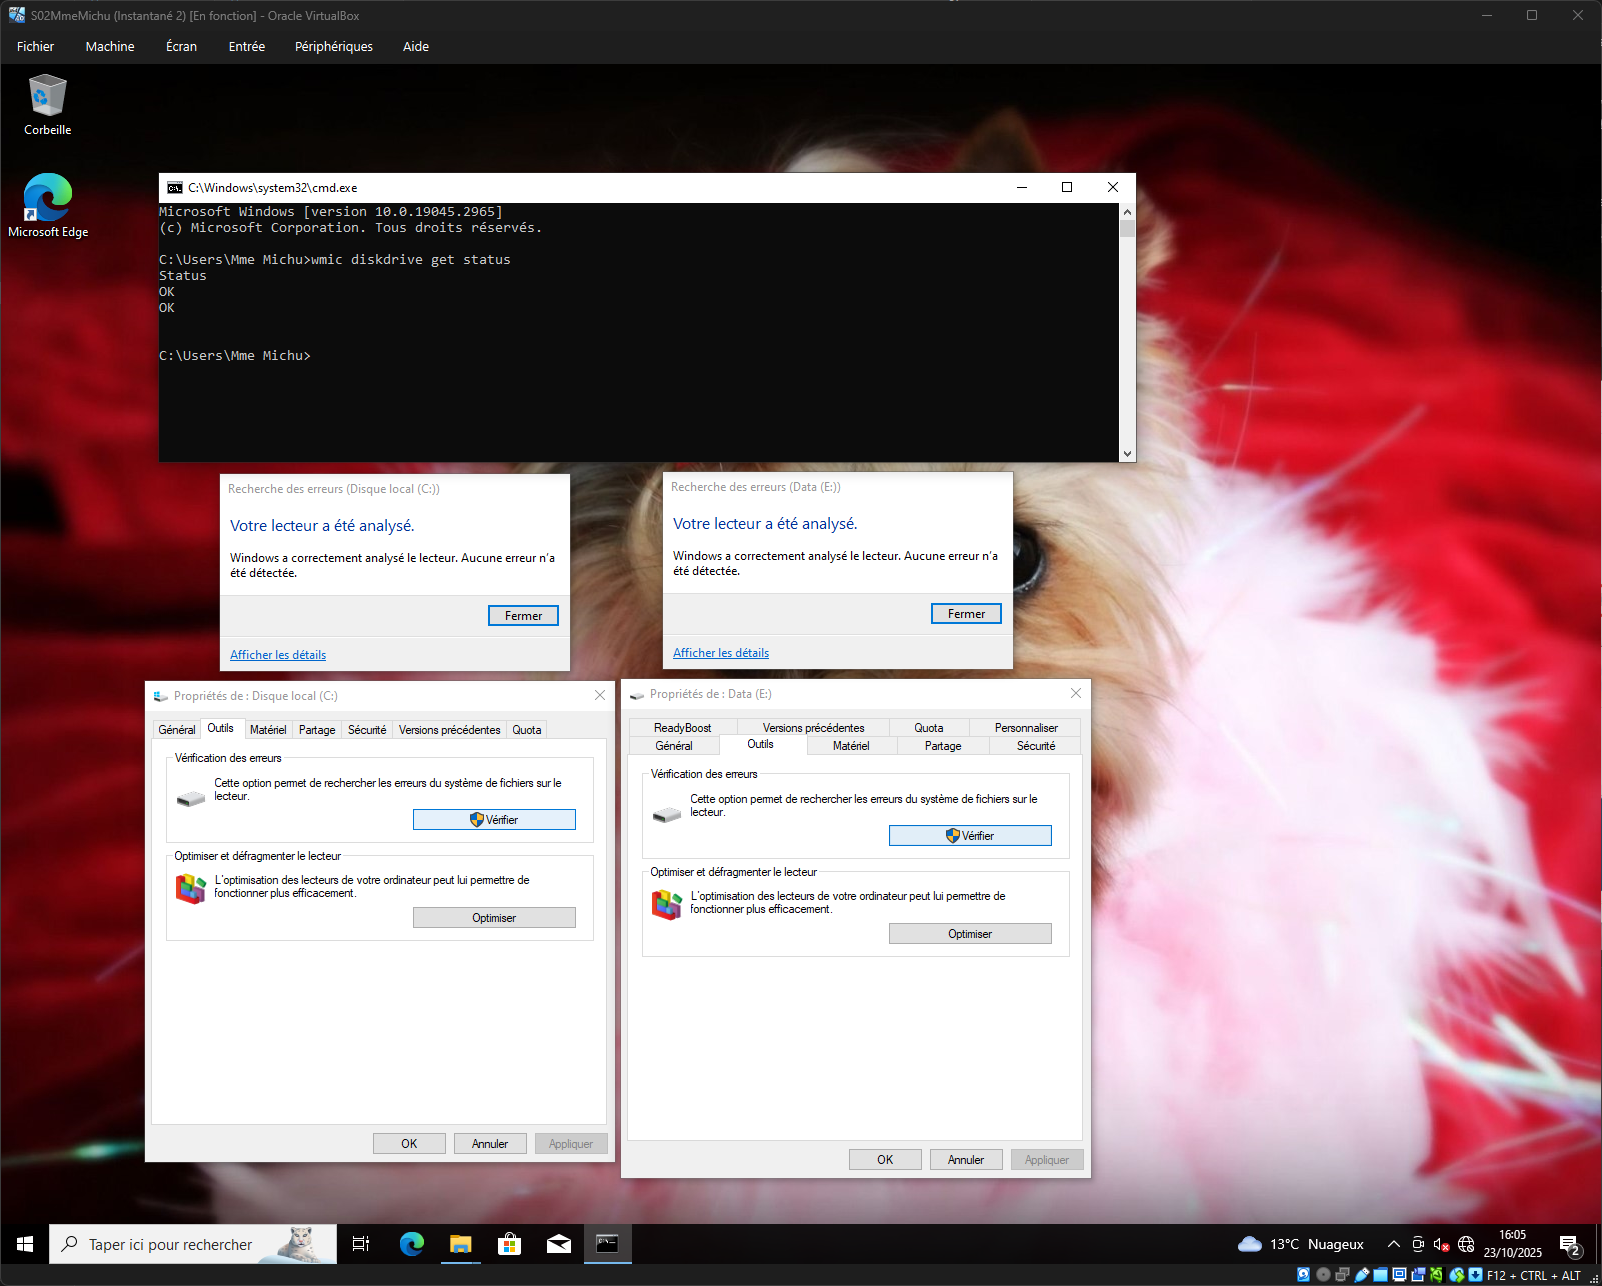 S02MmeMichu (Instantané 2) [En fonction] - Oracle VirtualBox
Fichier Machine Écran Entrée Périphériques Aide
Corbeille
Microsoft Edge
C:\Windows\system32\cmd.exe
Microsoft Windows [version 10.0.19045.2965]
(c) Microsoft Corporation. Tous droits réservés.
C:\Users\Mme Michu>wmic diskdrive get status
Status
OK
OK
C:\Users\Mme Michu>
Recherche des erreurs (Disque local (C:))
Votre lecteur a été analysé.
Windows a correctement analysé le lecteur. Aucune erreur n'a
été détectée.
Fermer
Afficher les détails
Recherche des erreurs (Data (E:))
Votre lecteur a été analysé.
Windows a correctement analysé le lecteur. Aucune erreur n'a
été détectée.
Fermer
Afficher les détails
Propriétés de : Disque local (C:)
Général Outils Matériel Partage Sécurité Versions précédentes Quota
Vérification des erreurs
Cette option permet de rechercher les erreurs du système de fichiers sur le
lecteur.
Vérifier
Optimiser et défragmenter le lecteur
L'optimisation des lecteurs de votre ordinateur peut lui permettre de
fonctionner plus efficacement.
Optimiser
OK Annuler Appliquer
Propriétés de : Data (E:)
ReadyBoost Versions précédentes Quota Personnaliser
Général Outils Matériel Partage Sécurité
Vérification des erreurs
Cette option permet de rechercher les erreurs du système de fichiers sur le
lecteur.
Vérifier
Optimiser et défragmenter le lecteur
L'optimisation des lecteurs de votre ordinateur peut lui permettre de
fonctionner plus efficacement.
Optimiser
OK Annuler Appliquer
Taper ici pour rechercher
13°C Nuageux
16:05
23/10/2025
2
F12 + CTRL + ALT